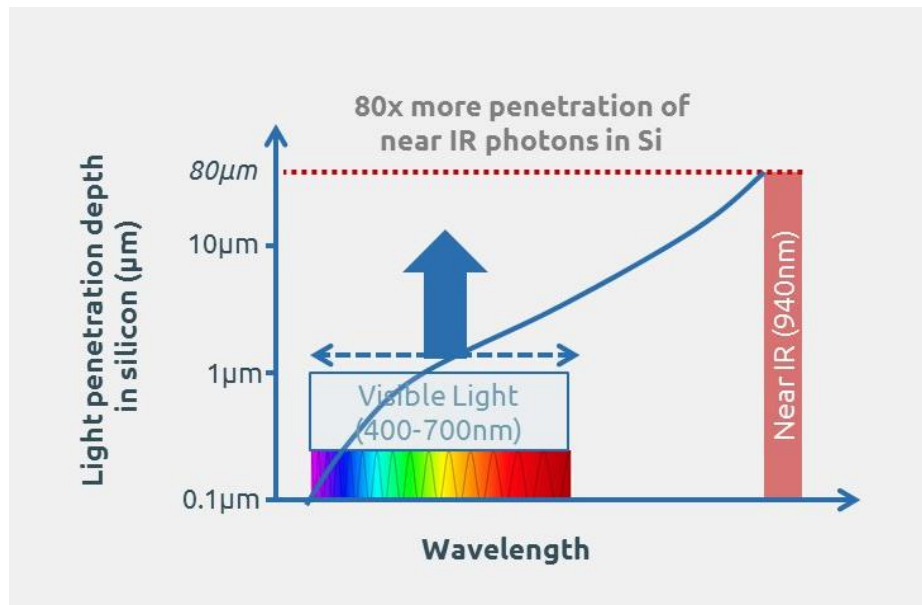 80x more penetration of
near IR photons in Si
Light penetration depth
in silicon (µm)
80µm
10µm
1µm
0.1µm
Visible Light
(400-700nm)
Near IR (940nm)
Wavelength